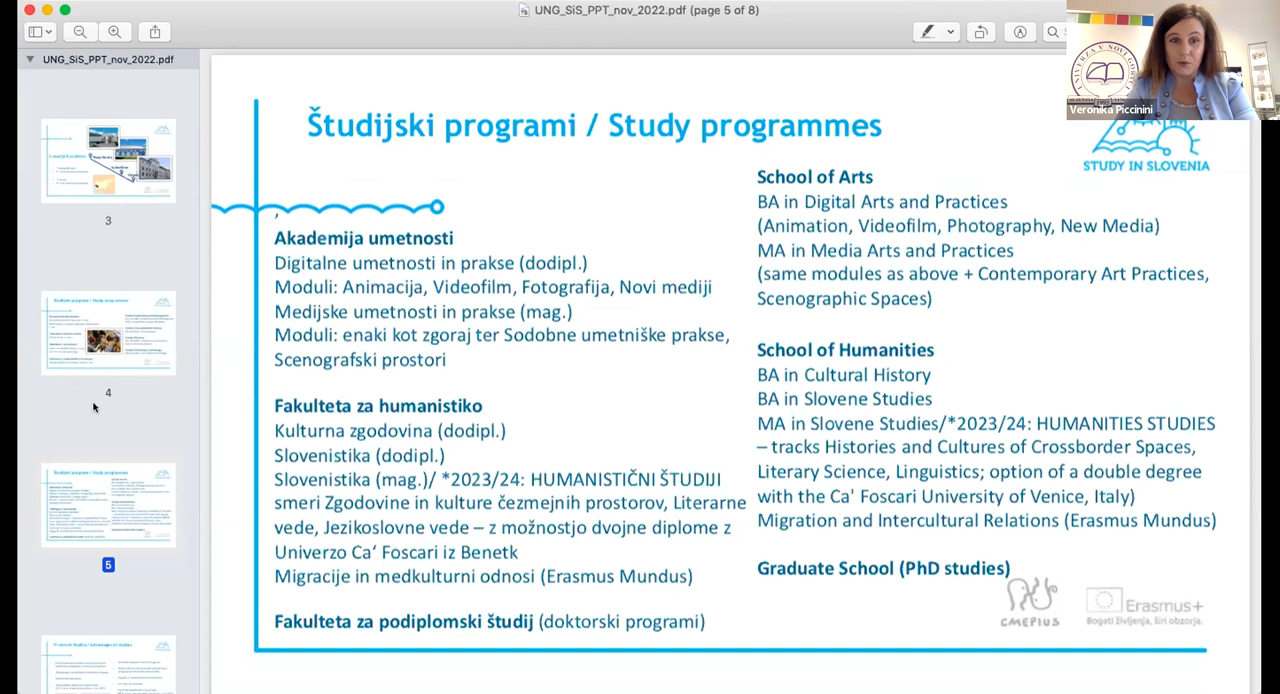 UNG_SiS_PPT_nov_2022.pdf (page 5 of 8)
UNG_SiS_PPT_nov_2022.pdf
3
4
5
Študijski programi / Study programmes
STUDY IN SLOVENIA
Veronika Piccinini
,
Akademija umetnosti
Digitalne umetnosti in prakse (dodipl.)
Moduli: Animacija, Videofilm, Fotografija, Novi mediji
Medijske umetnosti in prakse (mag.)
Moduli: enaki kot zgoraj ter Sodobne umetniške prakse,
Scenografski prostori
Fakulteta za humanistiko
Kulturna zgodovina (dodipl.)
Slovenistika (dodipl.)
Slovenistika (mag.)/ *2023/24: HUMANISTIČNI ŠTUDIJI
smeri Zgodovine in kulture čezmejnih prostorov, Literarne
vede, Jezikoslovne vede – z možnostjo dvojne diplome z
Univerzo Ca‘ Foscari iz Benetk
Migracije in medkulturni odnosi (Erasmus Mundus)
Fakulteta za podiplomski študij (doktorski programi)
School of Arts
BA in Digital Arts and Practices
(Animation, Videofilm, Photography, New Media)
MA in Media Arts and Practices
(same modules as above + Contemporary Art Practices,
Scenographic Spaces)
School of Humanities
BA in Cultural History
BA in Slovene Studies
MA in Slovene Studies/*2023/24: HUMANITIES STUDIES
– tracks Histories and Cultures of Crossborder Spaces,
Literary Science, Linguistics; option of a double degree
with the Ca' Foscari University of Venice, Italy)
Migration and Intercultural Relations (Erasmus Mundus)
Graduate School (PhD studies)
CMEPIUS
Erasmus+
Bogati življenja, širi obzorja.